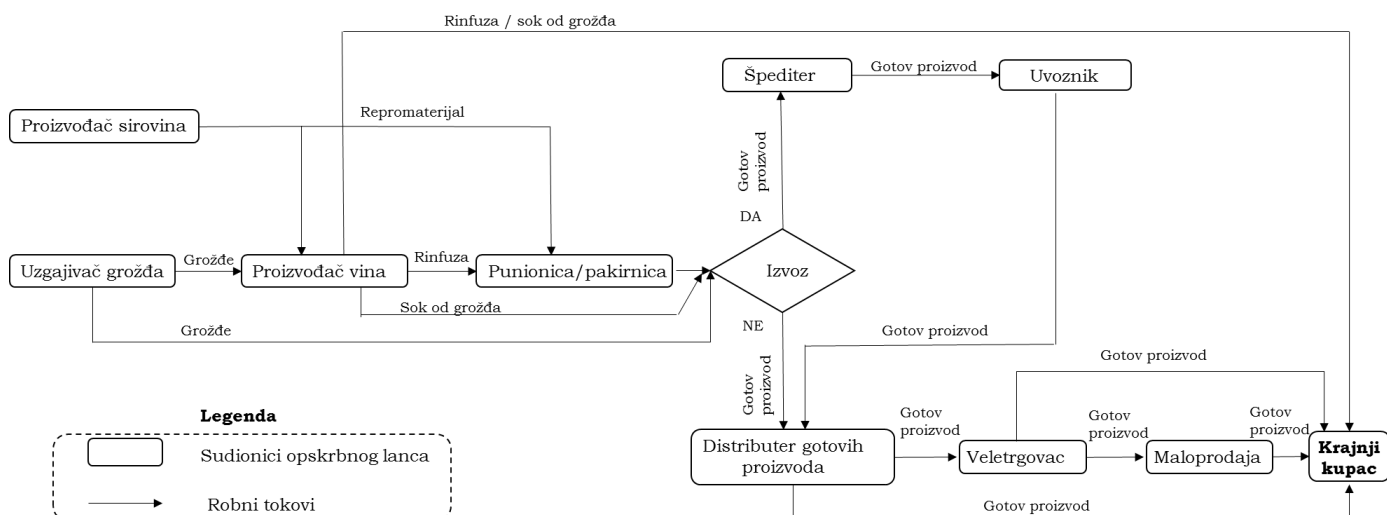 Rinfuza / sok od grožđa
Špediter
Gotov proizvod
Uvoznik
Proizvođač sirovina
Repromaterijal
Gotov
proizvod
DA
Uzgajivač grožđa
Grožđe
Proizvođač vina
Rinfuza
Punionica/pakirnica
Izvoz
Sok od grožđa
Grožđe
NE
Gotov proizvod
Gotov proizvod
Gotov
proizvod
Legenda
Sudionici opskrbnog lanca
Robni tokovi
Distributer gotovih
proizvoda
Gotov
proizvod
Veletrgovac
Gotov
proizvod
Maloprodaja
Gotov
proizvod
Krajnji
kupac
Gotov proizvod